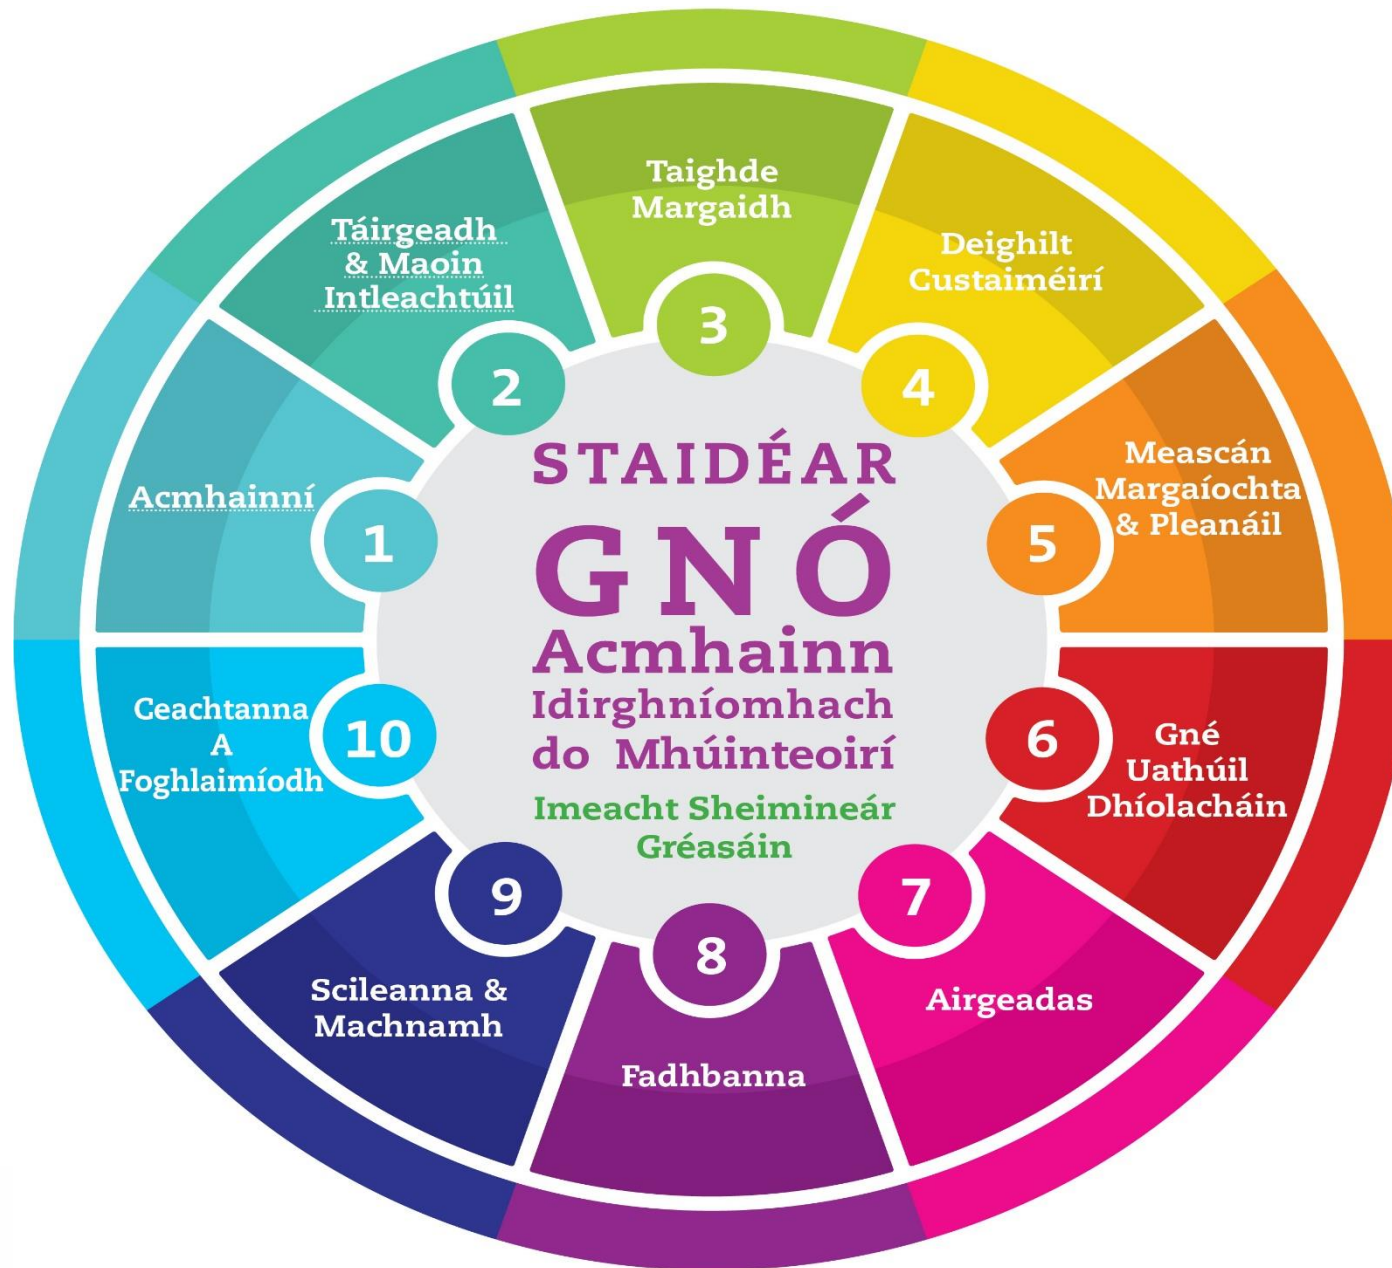 STAIDÉAR
GNÓ
Acmhainn
Idirghníomhach
do Mhúinteoirí
Imeacht Sheimineár
Gréasáin
1
Acmhainní
2
Táirgeadh
& Maoin
Intleachtúil
3
Taighde
Margaidh
4
Deighilt
Custaiméirí
5
Meascán
Margaíochta
& Pleanáil
6
Gné
Uathúil
Dhíolacháin
7
Airgeadas
8
Fadhbanna
9
Scileanna &
Machnamh
10
Ceachtanna
A
Foghlaimíodh